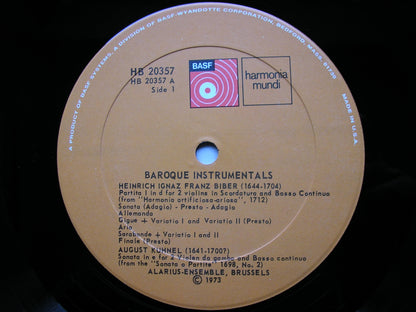 A PRODUCT OF BASF SYSTEMS, A DIVISION OF BASF-WYANDOTTE CORPORATION, BEDFORD, MASS. 01730
MADE IN U.S.A.
HB 20357
HB 20357 A
Side 1
BASF
harmonia
mundi
BAROQUE INSTRUMENTALS
HEINRICH IGNAZ FRANZ BIBER (1644-1704)
Partita I in d for 2 violins in Scordatura and Basso Continuo
(from "Harmonia artificiosa-ariosa", 1712)
Sonata (Adagio) - Presto - Adagio
Allemande
Gigue + Variatio I and Variatio II (Presto)
Aria
Sarabande + Variatio I and II
Finale (Presto)
AUGUST KUHNEL (1641-1700?)
Sonata in e for 2 Violen da gamba and Basso continuo
(from the "Sonata o Partite" 1698, No. 2)
ALARIUS-ENSEMBLE, BRUSSELS
© 1973